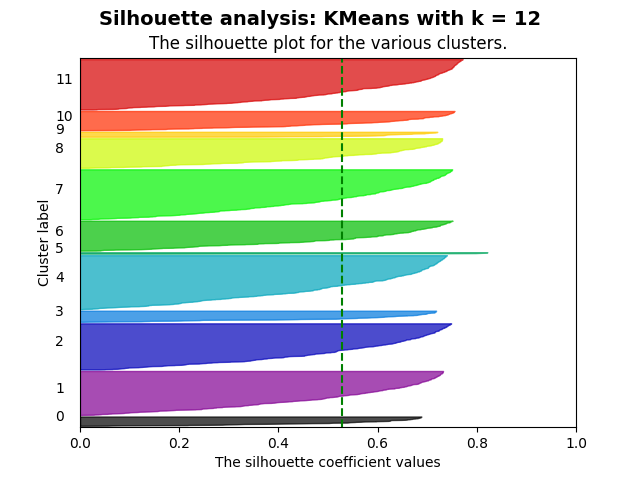 Silhouette analysis: KMeans with k = 12
The silhouette plot for the various clusters.
11
10
9
8
7
6
5
4
3
2
1
0
Cluster label
0.0 0.2 0.4 0.6 0.8 1.0
The silhouette coefficient values